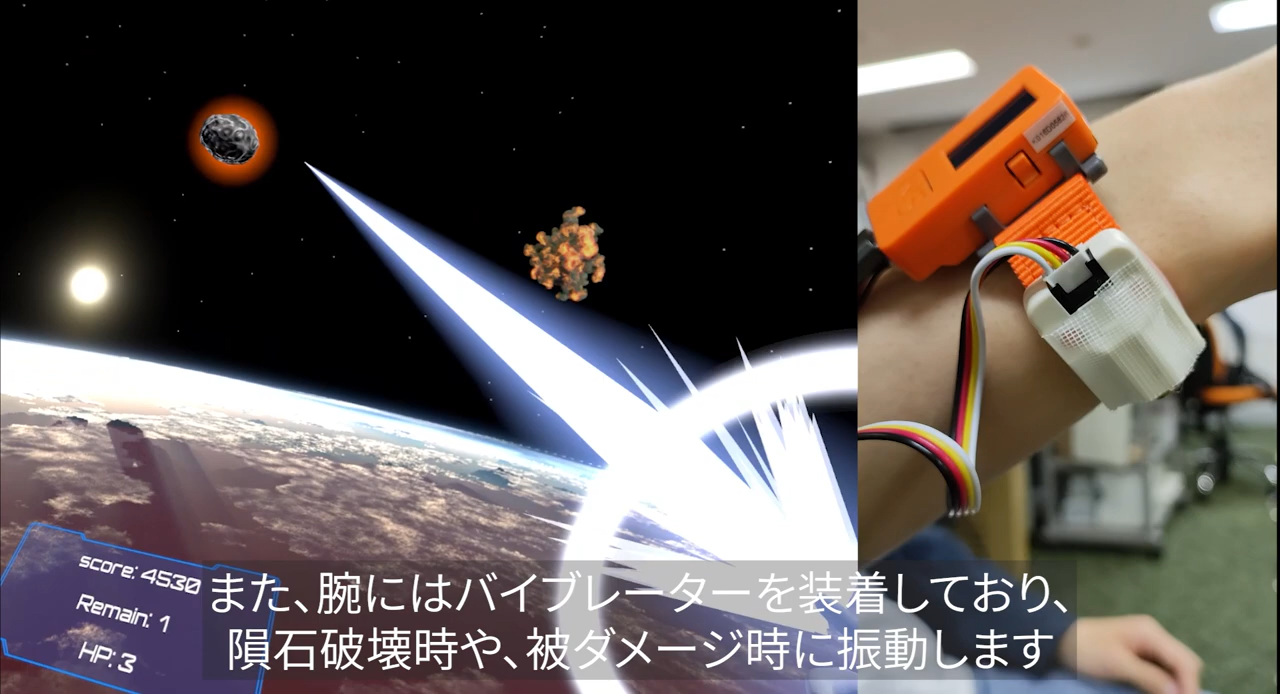 score: 4530
Remain: 1
HP: 3
また、腕にはバイブレーターを装着しており、
隕石破壊時や、被ダメージ時に振動します